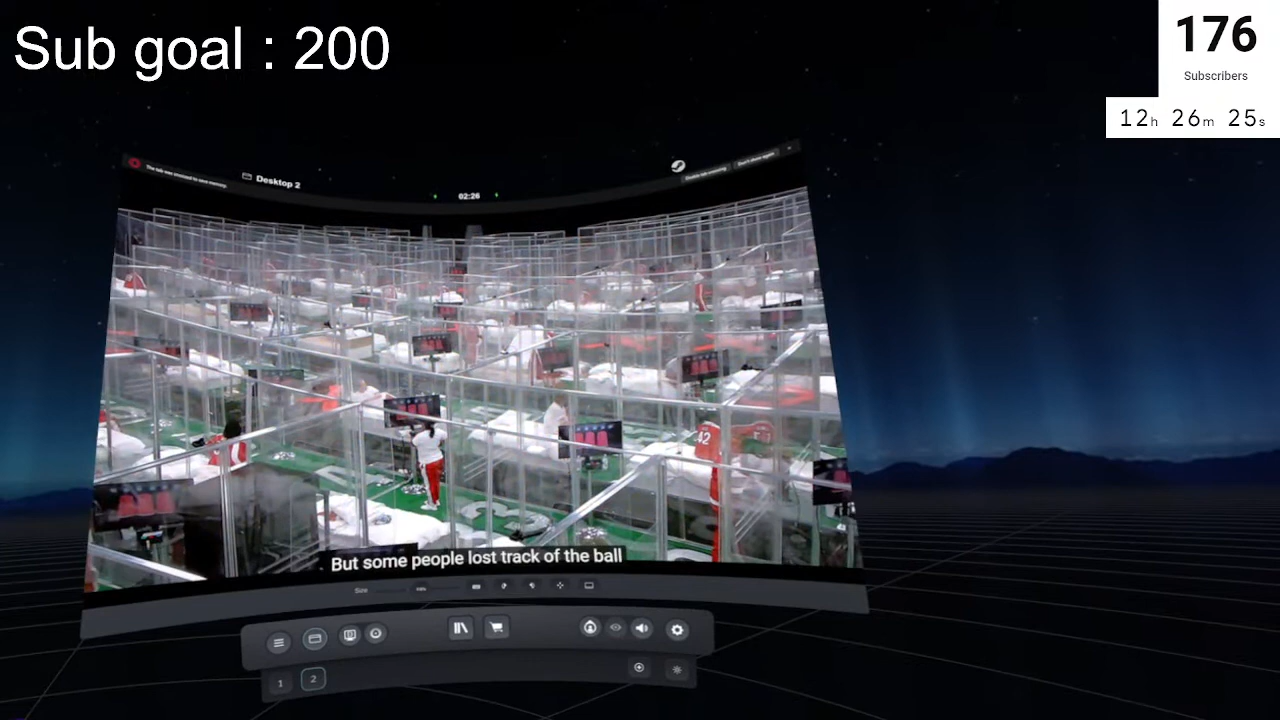 Sub goal : 200
176
Subscribers
12h 26m 25s
Desktop 2
02:26
42
But some people lost track of the ball
Size
1
2